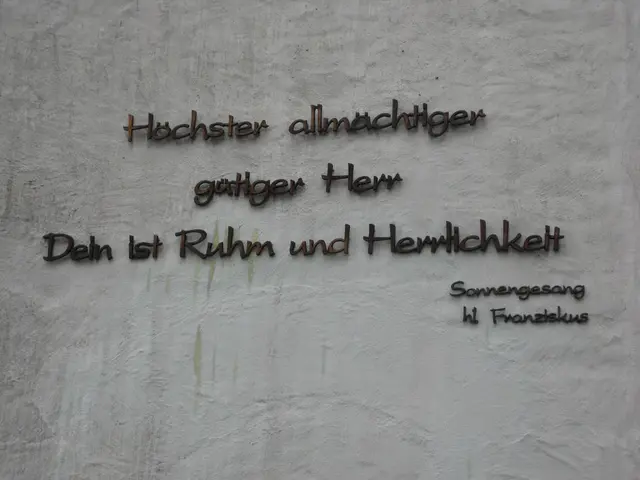 Höchster allmächtiger
gütiger Herr
Dein ist Ruhm und Herrlichkeit
Sonnengesang
hl Franziskus